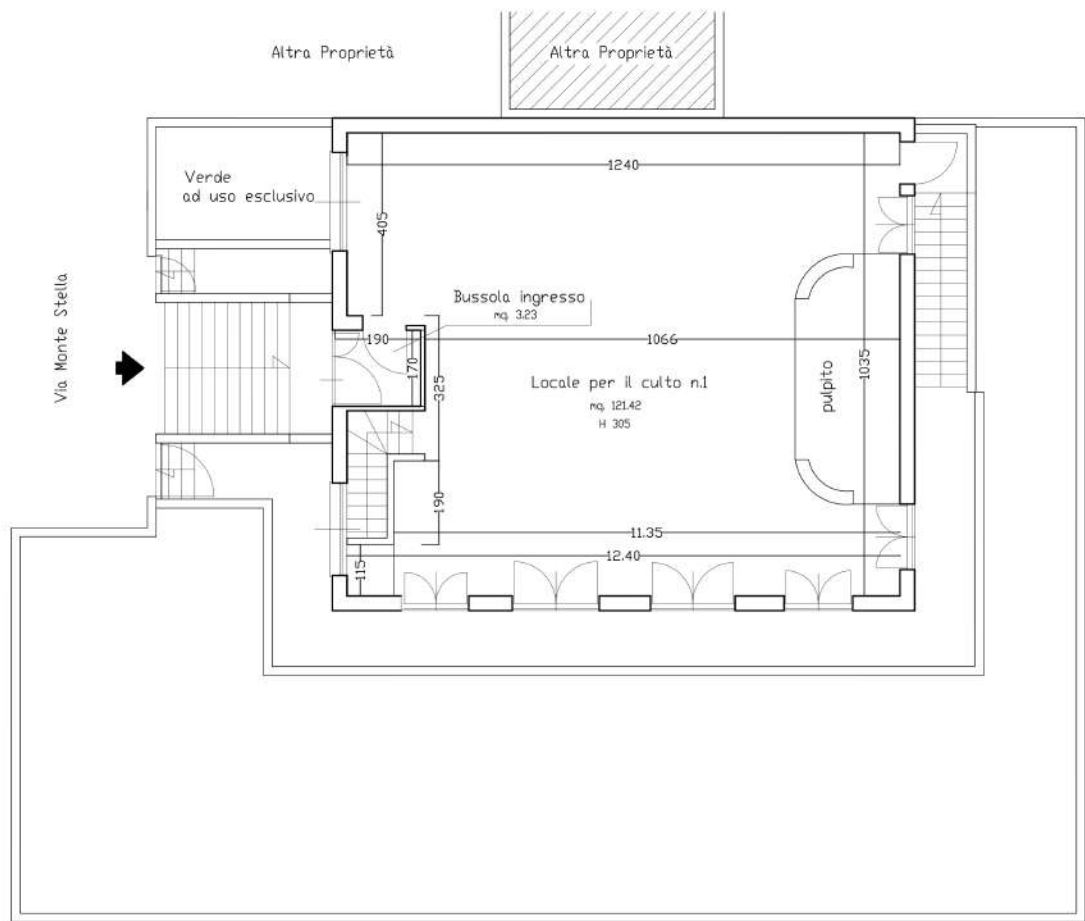 Altra Proprietà
Altra Proprietà
1240
Verde
ad uso esclusivo
405
Via Monte Stella
Bussola ingresso
mq. 3.23
190
1066
170
325
1035
Locale per il culto n.1
mq. 121.42
H 305
pulpito
190
11.35
12.40
115